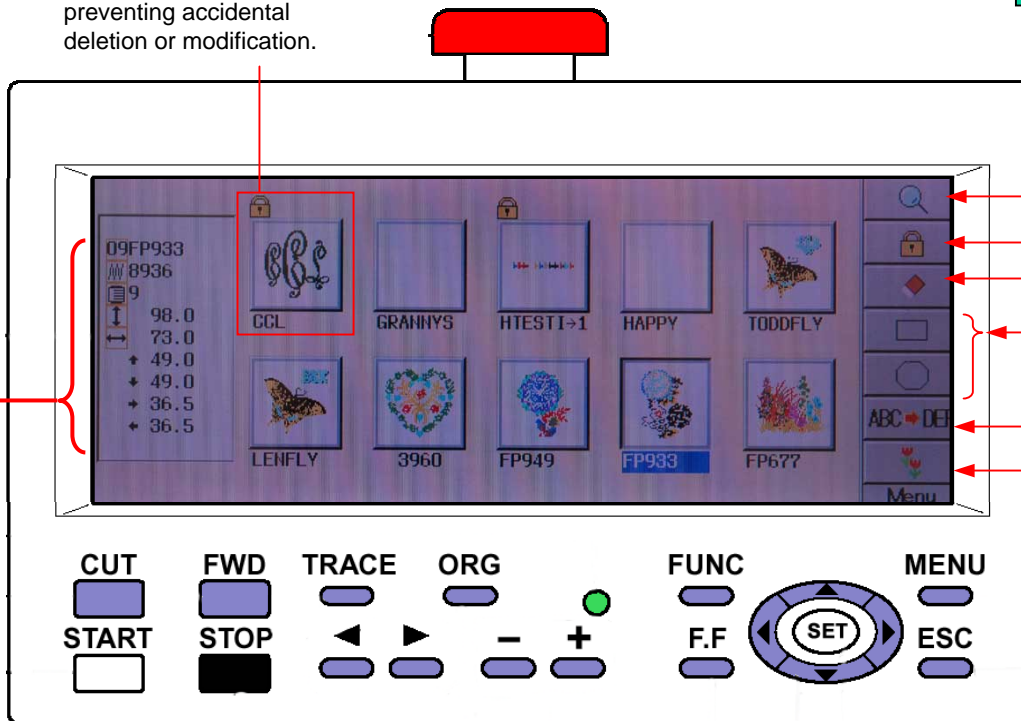 preventing accidental
deletion or modification.
09FP933
8936
9
98.0
73.0
49.0
49.0
36.5
36.5
CCL
GRANNYS
HTESTI→1
HAPPY
TODDFLY
LENFLY
3960
FP949
FP933
FP677
ABC➡DEF
Menu
CUT
FWD
TRACE
ORG
FUNC
MENU
START
STOP
−
+
F.F
SET
ESC